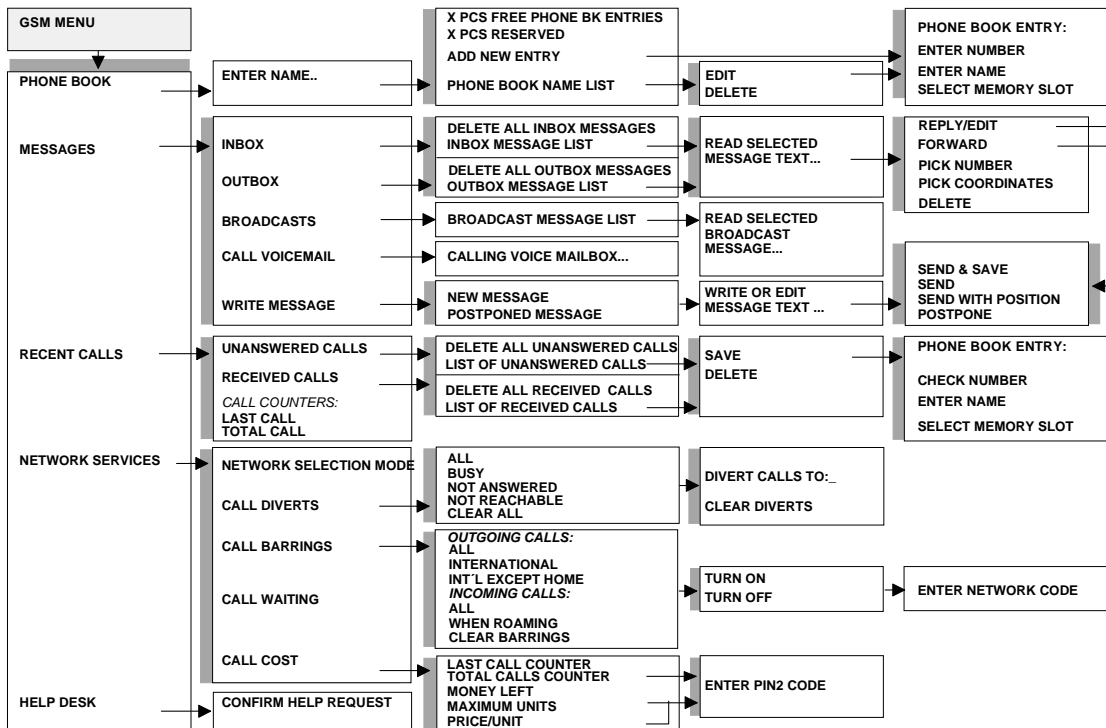 GSM MENU
PHONE BOOK
MESSAGES
RECENT CALLS
NETWORK SERVICES
HELP DESK
ENTER NAME..
INBOX
OUTBOX
BROADCASTS
CALL VOICEMAIL
WRITE MESSAGE
UNANSWERED CALLS
RECEIVED CALLS
CALL COUNTERS:
LAST CALL
TOTAL CALL
NETWORK SELECTION MODE
CALL DIVERTS
CALL BARRINGS
CALL WAITING
CALL COST
CONFIRM HELP REQUEST
X PCS FREE PHONE BK ENTRIES
X PCS RESERVED
ADD NEW ENTRY
PHONE BOOK NAME LIST
DELETE ALL INBOX MESSAGES
INBOX MESSAGE LIST
DELETE ALL OUTBOX MESSAGES
OUTBOX MESSAGE LIST
BROADCAST MESSAGE LIST
CALLING VOICE MAILBOX...
NEW MESSAGE
POSTPONED MESSAGE
DELETE ALL UNANSWERED CALLS
LIST OF UNANSWERED CALLS
DELETE ALL RECEIVED CALLS
LIST OF RECEIVED CALLS
ALL
BUSY
NOT ANSWERED
NOT REACHABLE
CLEAR ALL
OUTGOING CALLS:
ALL
INTERNATIONAL
INT´L EXCEPT HOME
INCOMING CALLS:
ALL
WHEN ROAMING
CLEAR BARRINGS
LAST CALL COUNTER
TOTAL CALLS COUNTER
MONEY LEFT
MAXIMUM UNITS
PRICE/UNIT
EDIT
DELETE
READ SELECTED
MESSAGE TEXT...
READ SELECTED
BROADCAST
MESSAGE...
WRITE OR EDIT
MESSAGE TEXT ...
SAVE
DELETE
DIVERT CALLS TO:_
CLEAR DIVERTS
TURN ON
TURN OFF
ENTER PIN2 CODE
PHONE BOOK ENTRY:
ENTER NUMBER
ENTER NAME
SELECT MEMORY SLOT
REPLY/EDIT
FORWARD
PICK NUMBER
PICK COORDINATES
DELETE
SEND & SAVE
SEND
SEND WITH POSITION
POSTPONE
PHONE BOOK ENTRY:
CHECK NUMBER
ENTER NAME
SELECT MEMORY SLOT
ENTER NETWORK CODE